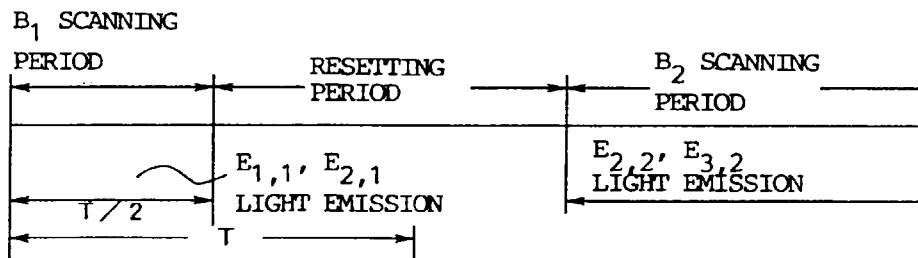 B₁ SCANNING
PERIOD
RESETTING
PERIOD
B₂ SCANNING
PERIOD
E₁,₁, E₂,₁
LIGHT EMISSION
E₂,₂, E₃,₂
LIGHT EMISSION
T/2
T